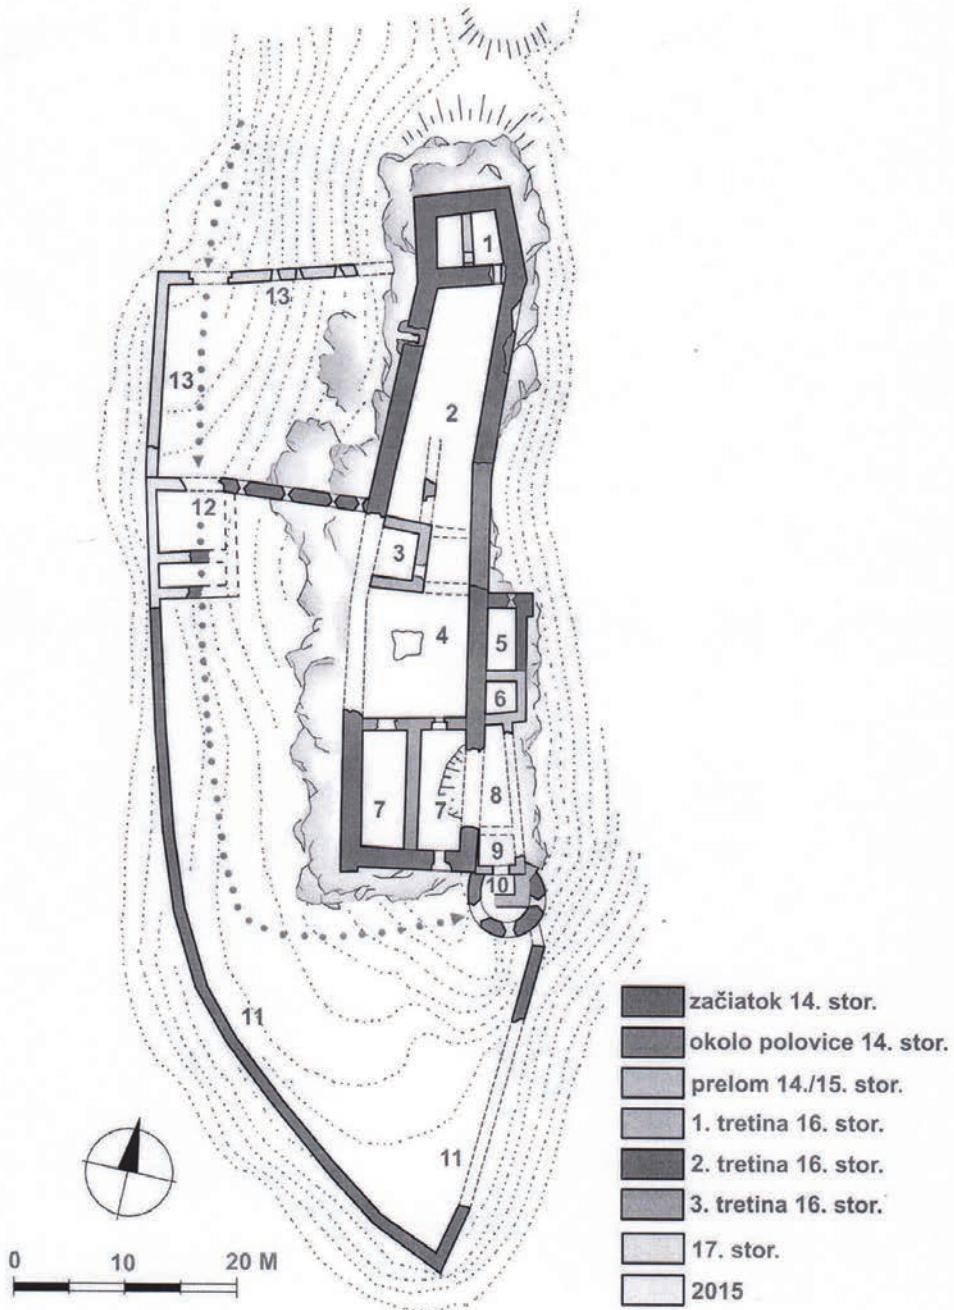 1
13
13
2
12
3
4
5
6
7
7
8
9
10
11
11
začiatok 14. stor.
okolo polovice 14. stor.
prelom 14./15. stor.
1. tretina 16. stor.
2. tretina 16. stor.
3. tretina 16. stor.
17. stor.
2015
0 10 20 M